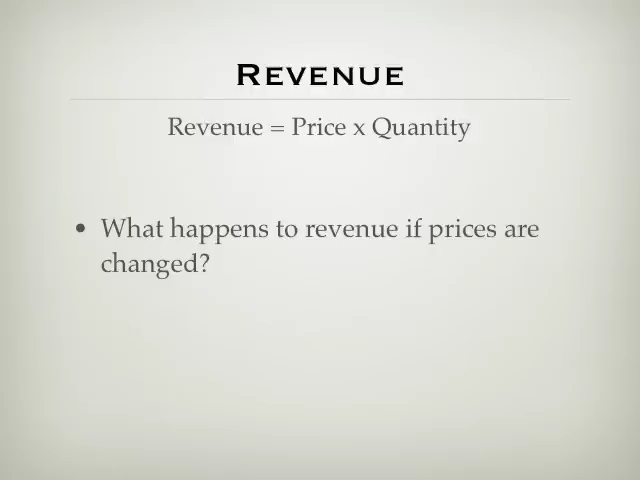 REVENUE
Revenue = Price x Quantity
• What happens to revenue if prices are
changed?